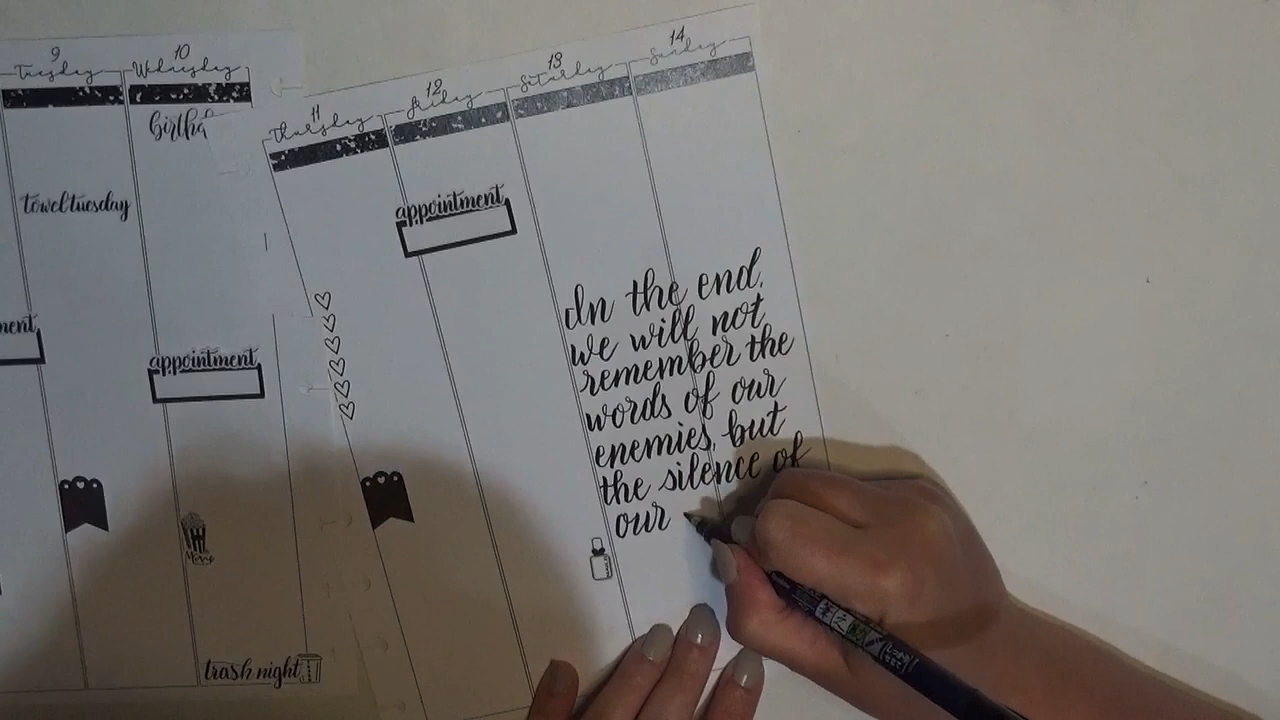 9
Tuesday
10
Wednesday
towel tuesday
appointment
trash night
11
Thursday
12
Friday
13
Saturday
14
Sunday
appointment
In the end,
we will not
remember the
words of our
enemies, but
the silence of
our